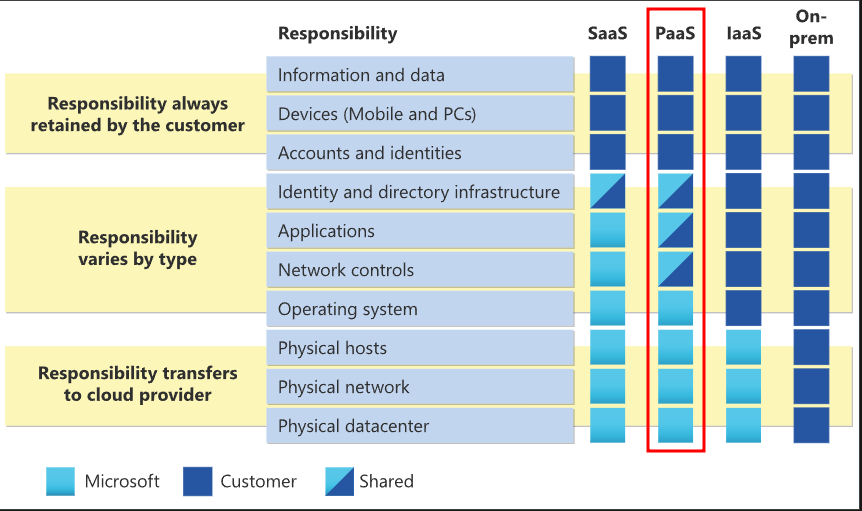 Responsibility
SaaS
PaaS
IaaS
On-
prem
Responsibility always
retained by the customer
Information and data
Devices (Mobile and PCs)
Accounts and identities
Responsibility
varies by type
Identity and directory infrastructure
Applications
Network controls
Operating system
Responsibility transfers
to cloud provider
Physical hosts
Physical network
Physical datacenter
Microsoft
Customer
Shared